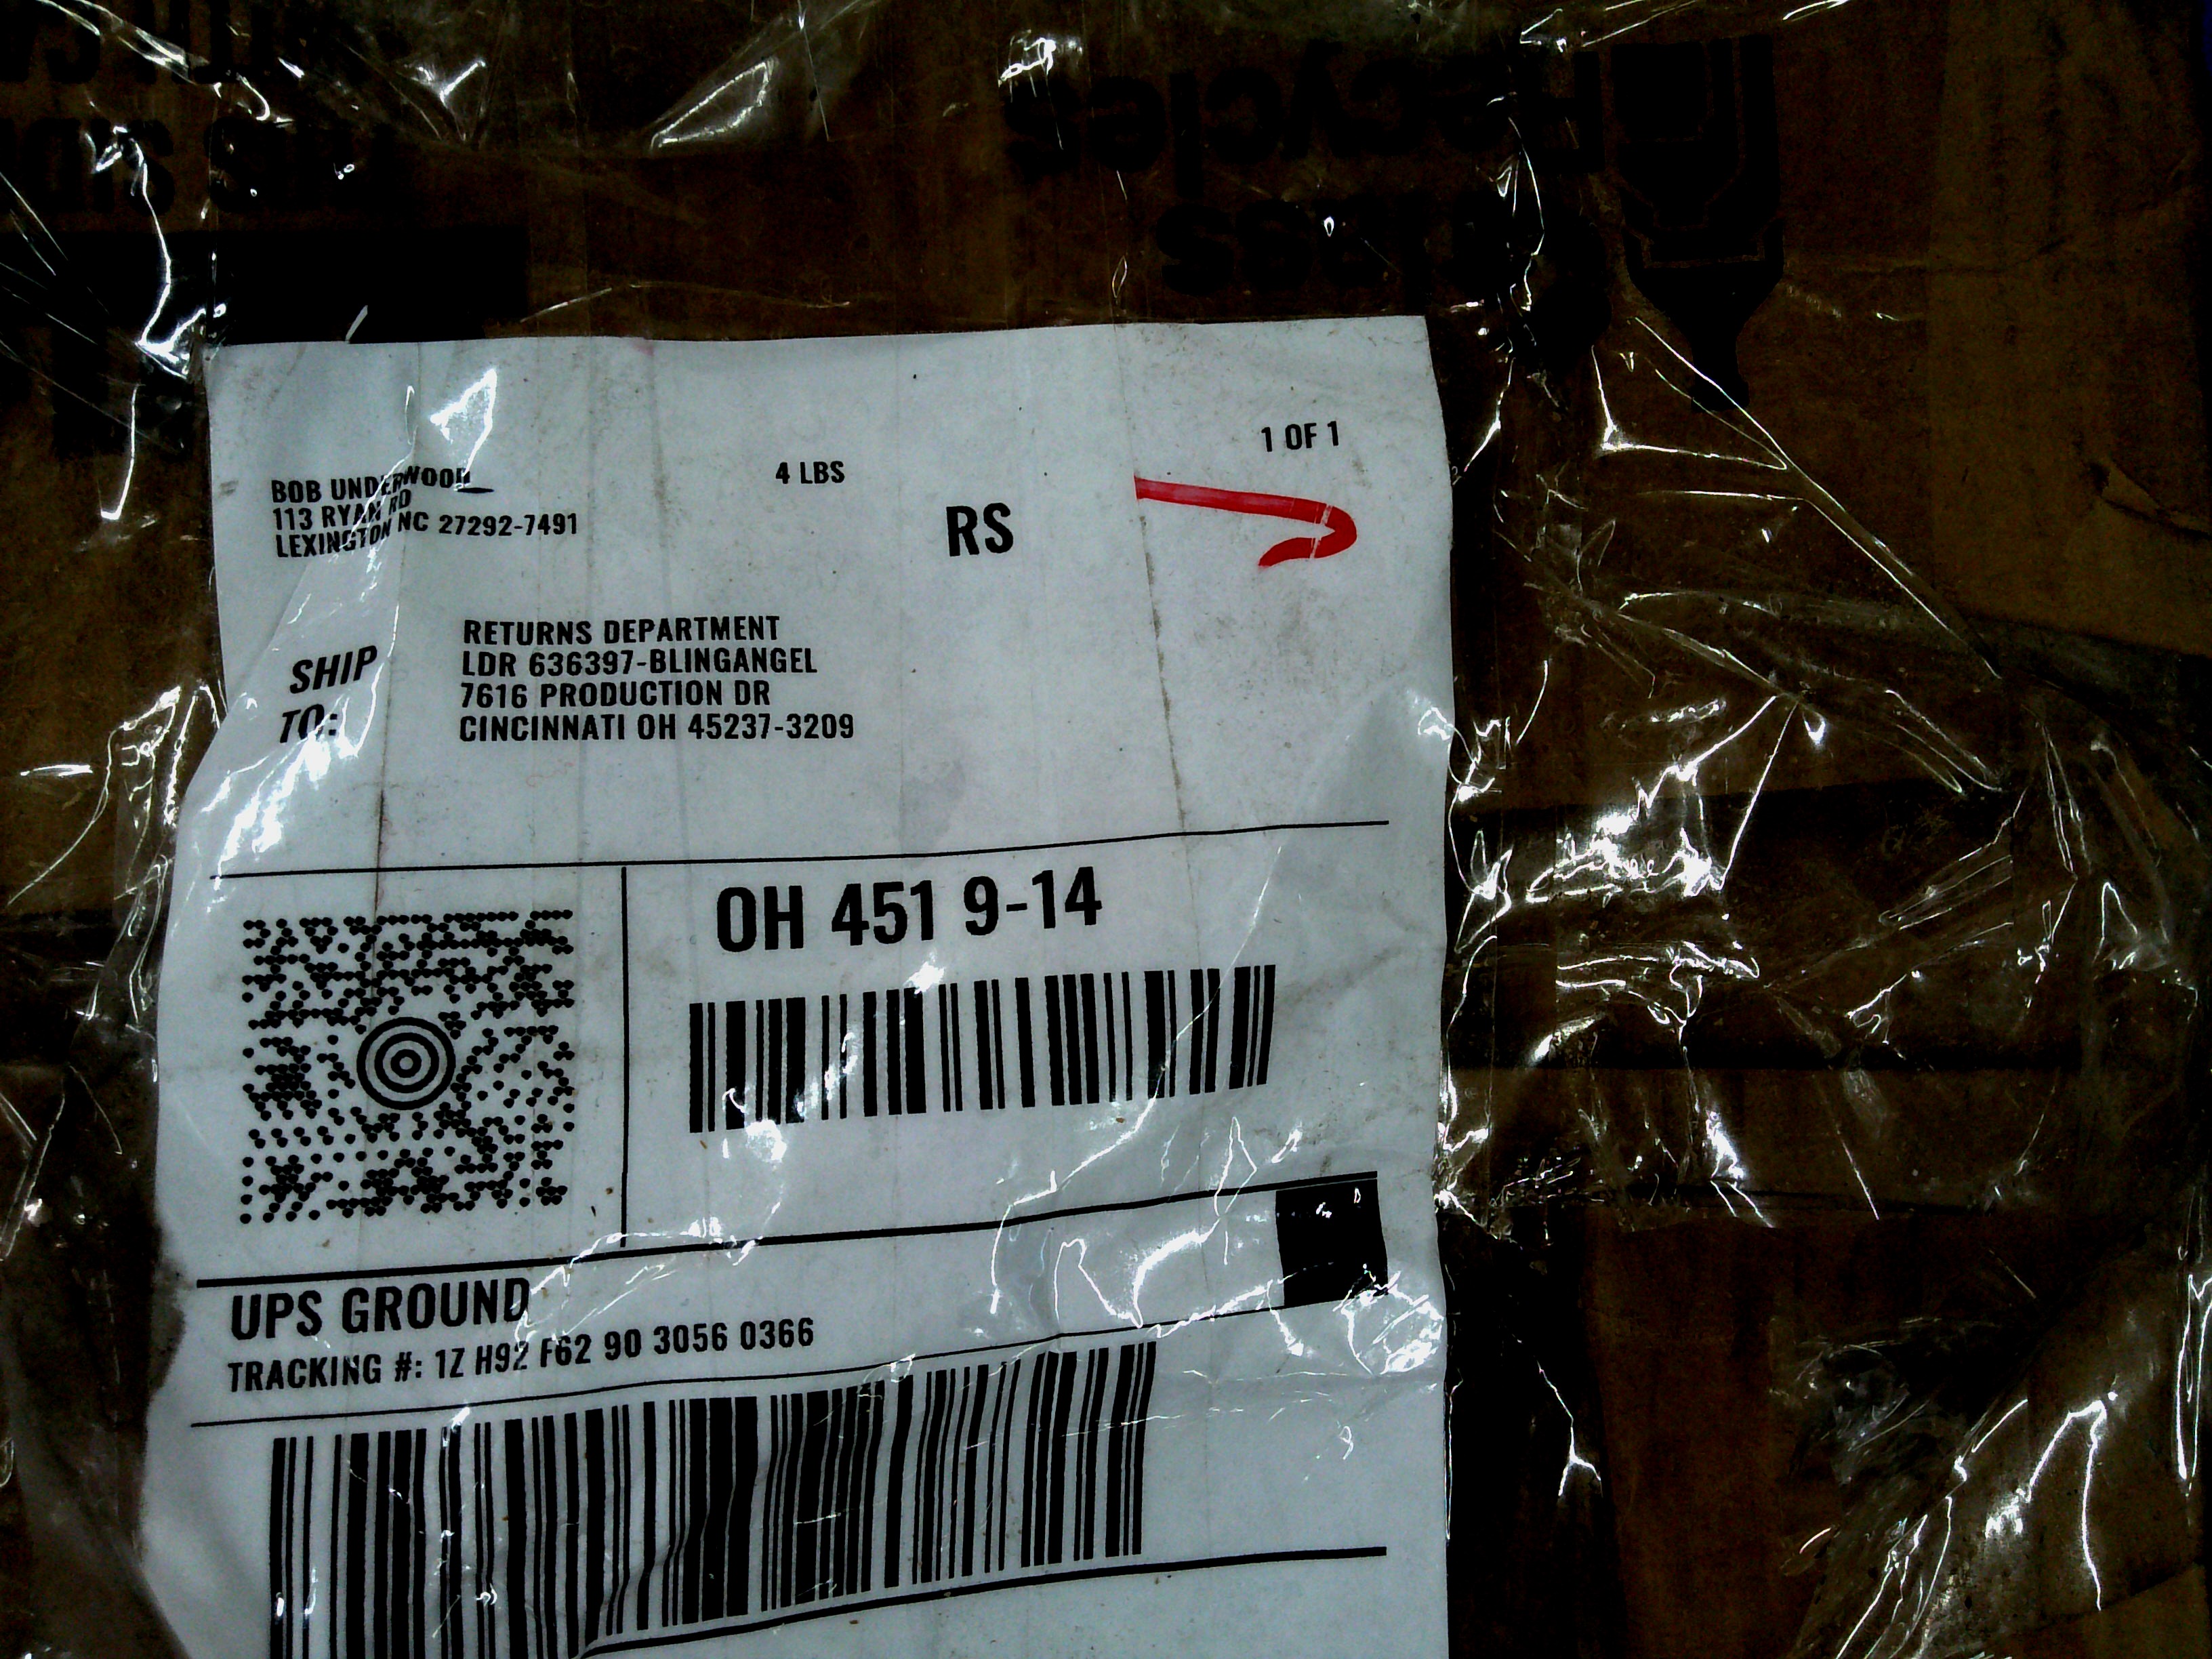 1 OF 1
4 LBS
RS
BOB UNDERWOOD
113 RYAN RD
LEXINGTON NC 27292-7491
SHIP
TO:
RETURNS DEPARTMENT
LDR 636397-BLINGANGEL
7616 PRODUCTION DR
CINCINNATI OH 45237-3209
OH 451 9-14
UPS GROUND
TRACKING #: 1Z H92 F62 90 3056 0366
Recycles